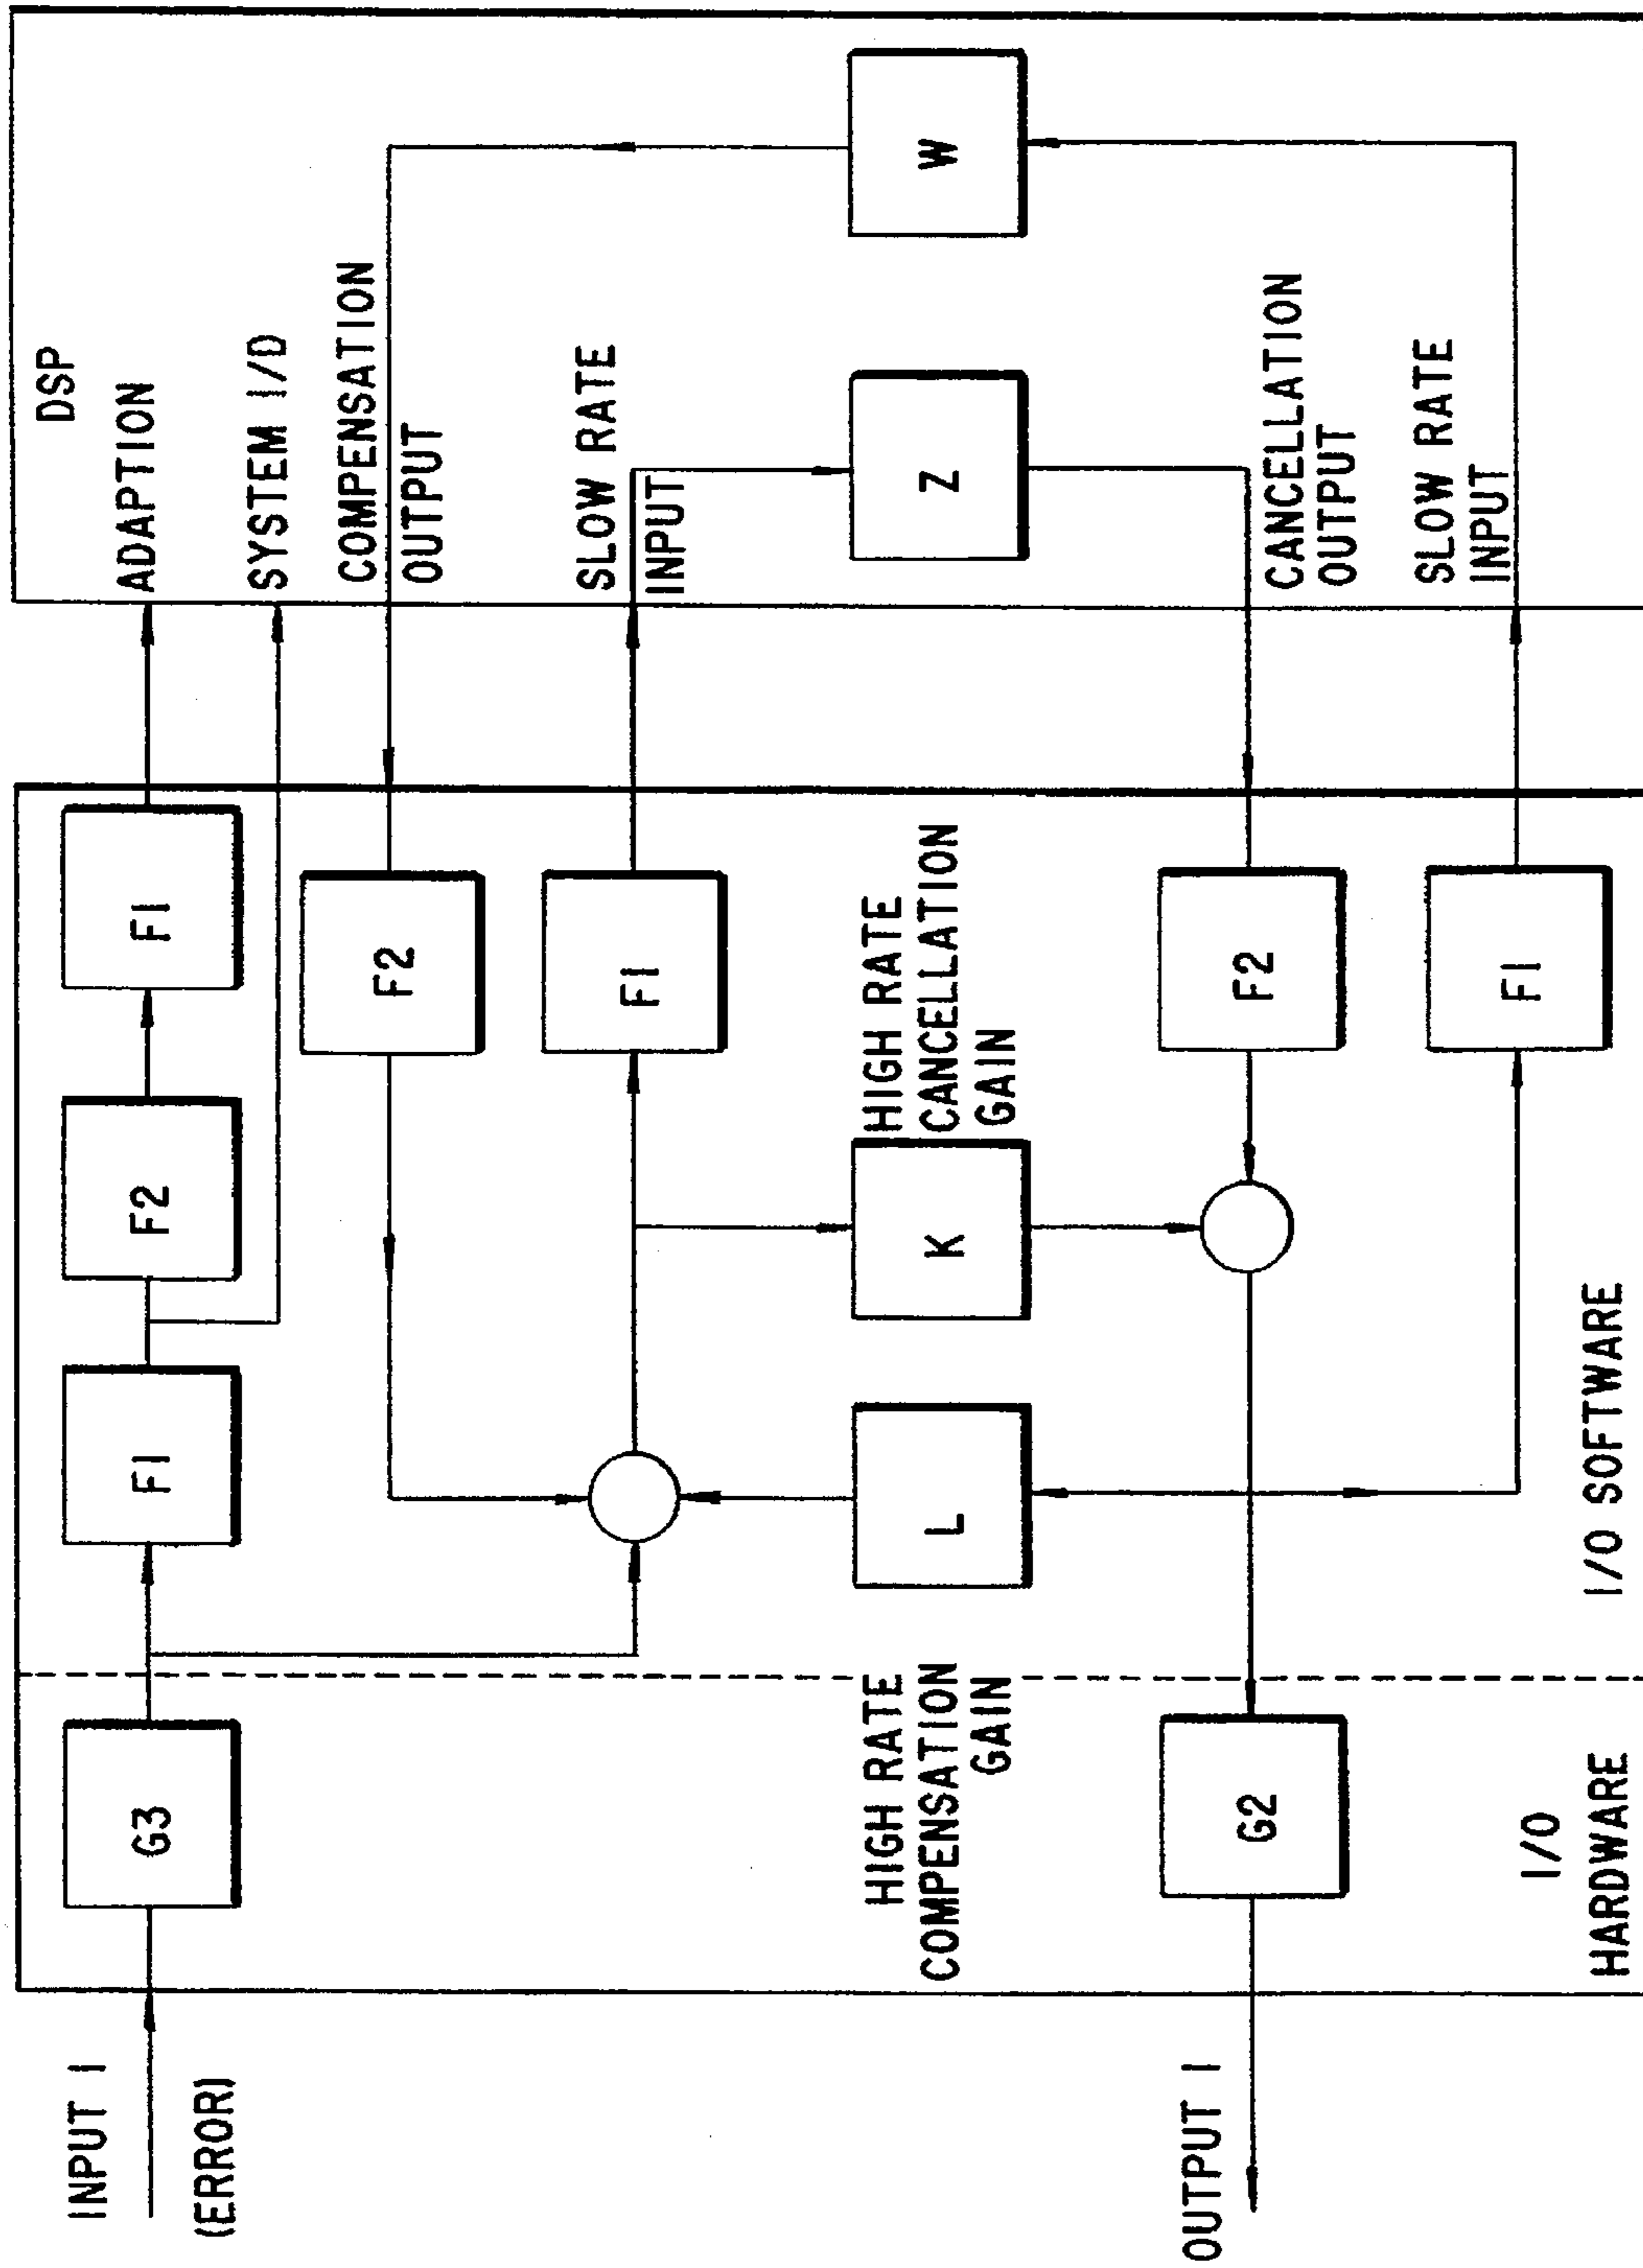 DSP
INPUT 1
(ERROR)
G3
F1
F2
F1
ADAPTION
SYSTEM I/D
COMPENSATION
OUTPUT
F2
F1
SLOW RATE
INPUT
HIGH RATE
COMPENSATION
GAIN
L
K
HIGH RATE
CANCELLATION
GAIN
Z
W
OUTPUT 1
G2
F2
CANCELLATION
OUTPUT
F1
SLOW RATE
INPUT
I/O
HARDWARE
I/O SOFTWARE